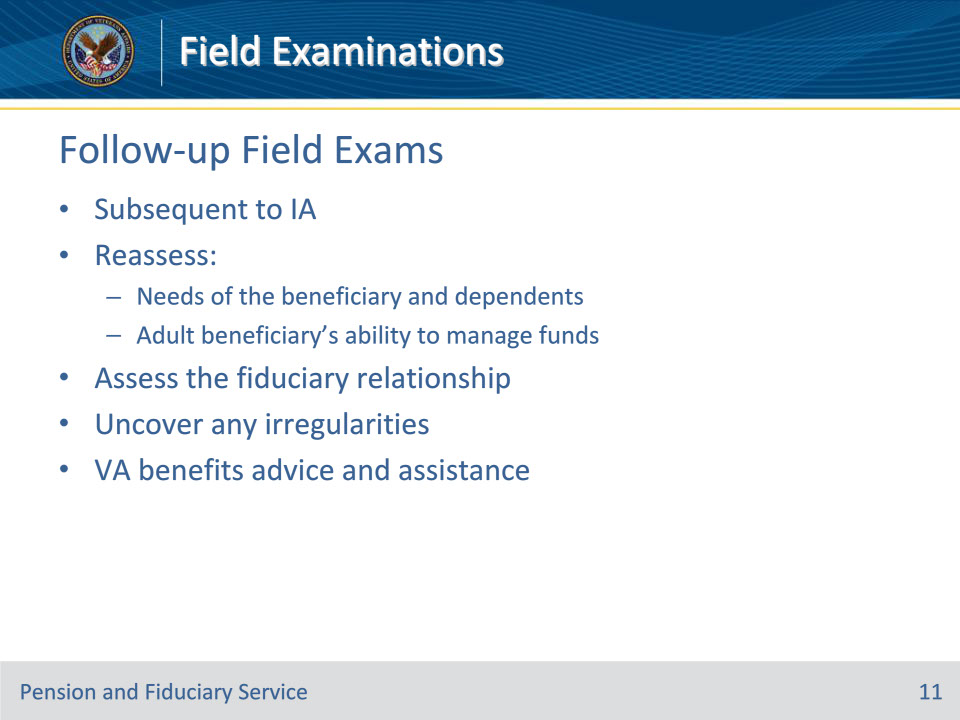 Field Examinations
Follow-up Field Exams
• Subsequent to IA
• Reassess:
– Needs of the beneficiary and dependents
– Adult beneficiary’s ability to manage funds
• Assess the fiduciary relationship
• Uncover any irregularities
• VA benefits advice and assistance
Pension and Fiduciary Service
11